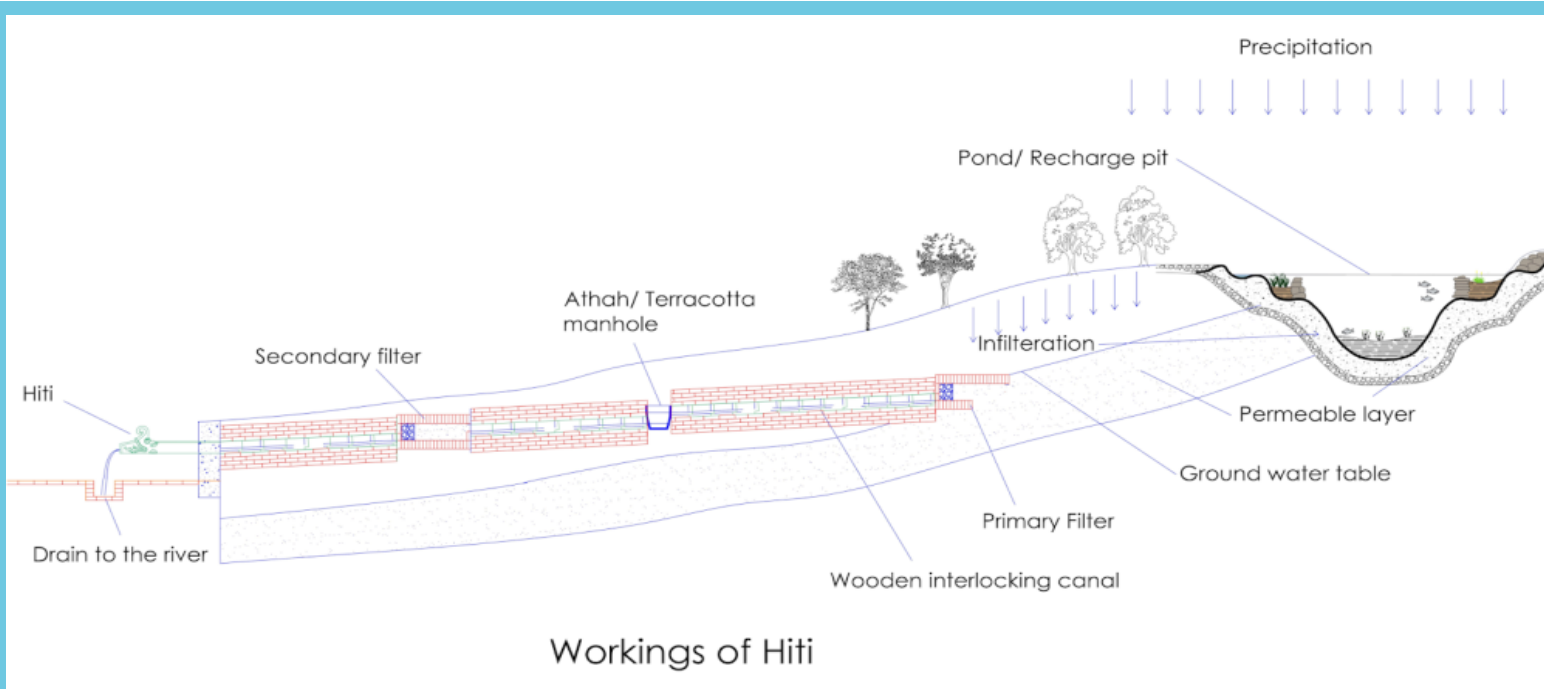 Precipitation
Pond/ Recharge pit
Athah/ Terracotta
manhole
Secondary filter
Infilteration
Hiti
Permeable layer
Ground water table
Primary Filter
Drain to the river
Wooden interlocking canal
Workings of Hiti